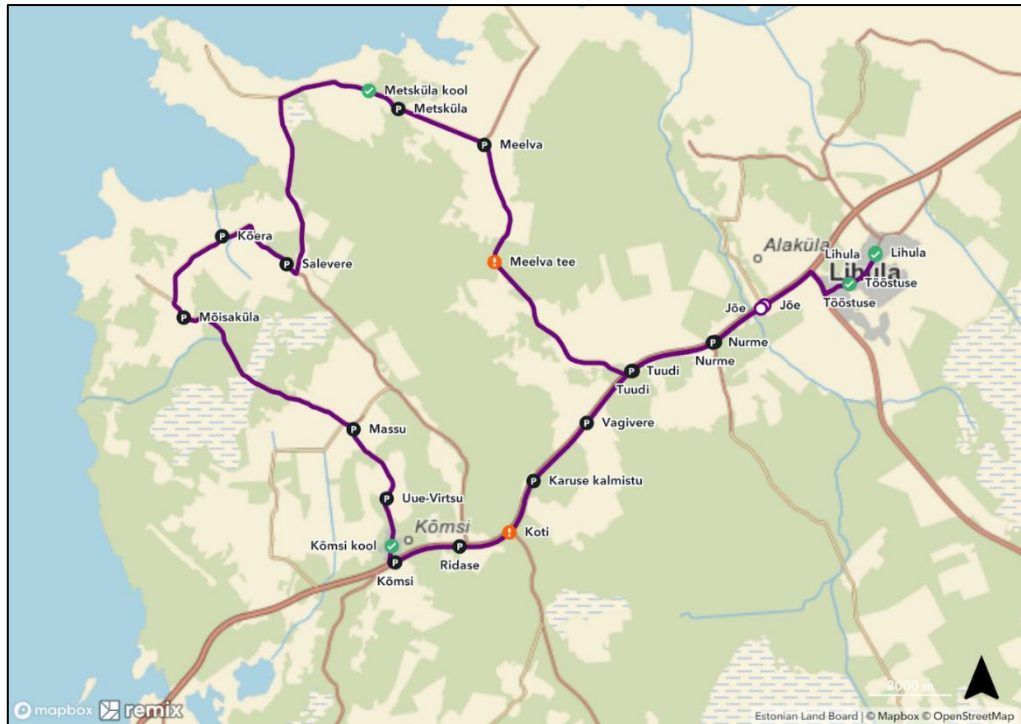 Metsküla kool
Metsküla
Meelva
Kõera
Salevere
Meelva tee
Alaküla
Lihula
Lihula
Lihula
Tööstuse
Tööstuse
Jõe
Jõe
Mõisaküla
Nurme
Nurme
Tuudi
Tuudi
Vagivere
Massu
Karuse kalmistu
Uue-Virtsu
Kõmsi
Koti
Kõmsi kool
Ridase
Kõmsi
2000 m
mapbox remix
Estonian Land Board | © Mapbox © OpenStreetMap